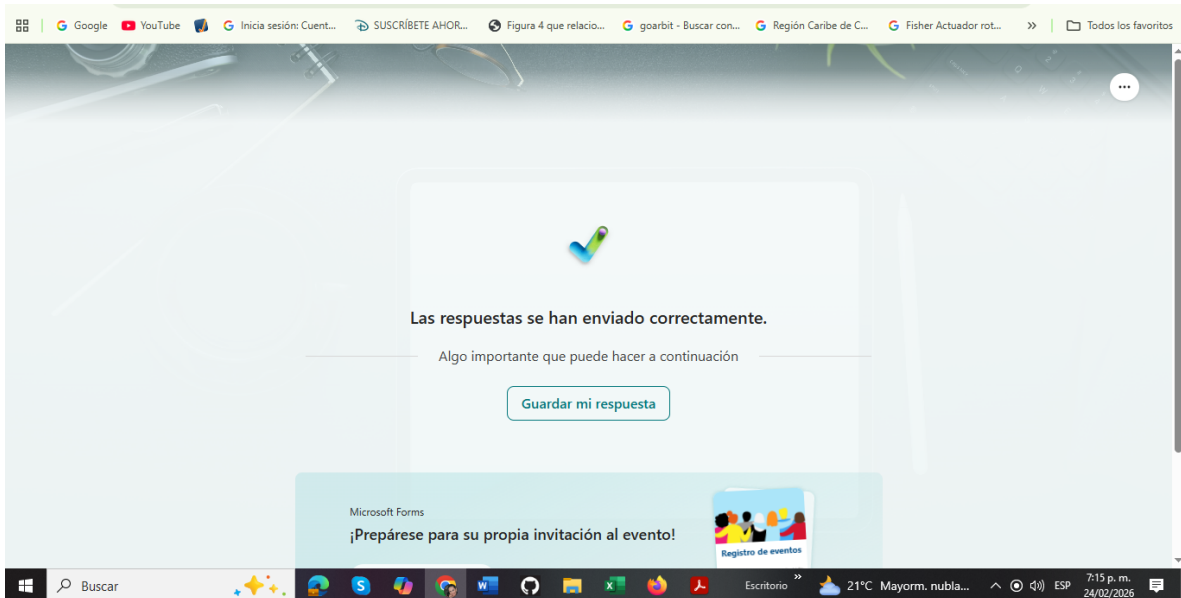 Google YouTube Inicia sesión: Cuent... SUSCRÍBETE AHOR... Figura 4 que relacio... goarbit - Buscar con... Región Caribe de C... Fisher Actuador rot... » Todos los favoritos
...
Las respuestas se han enviado correctamente.
Algo importante que puede hacer a continuación
Guardar mi respuesta
Microsoft Forms
¡Prepárese para su propia invitación al evento!
Registro de eventos
Buscar Escritorio » 21°C Mayorm. nubla... ESP 7:15 p. m.
24/02/2026